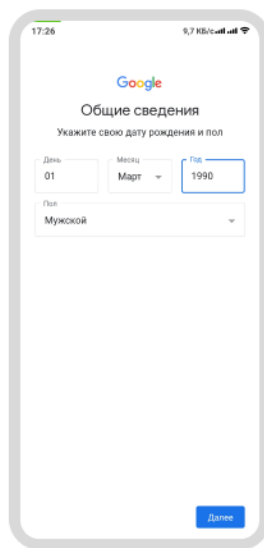 17:26 9,7 КБ/с
Google
Общие сведения
Укажите свою дату рождения и пол
День Месяц Год
01 Март 1990
Пол
Мужской
Далее